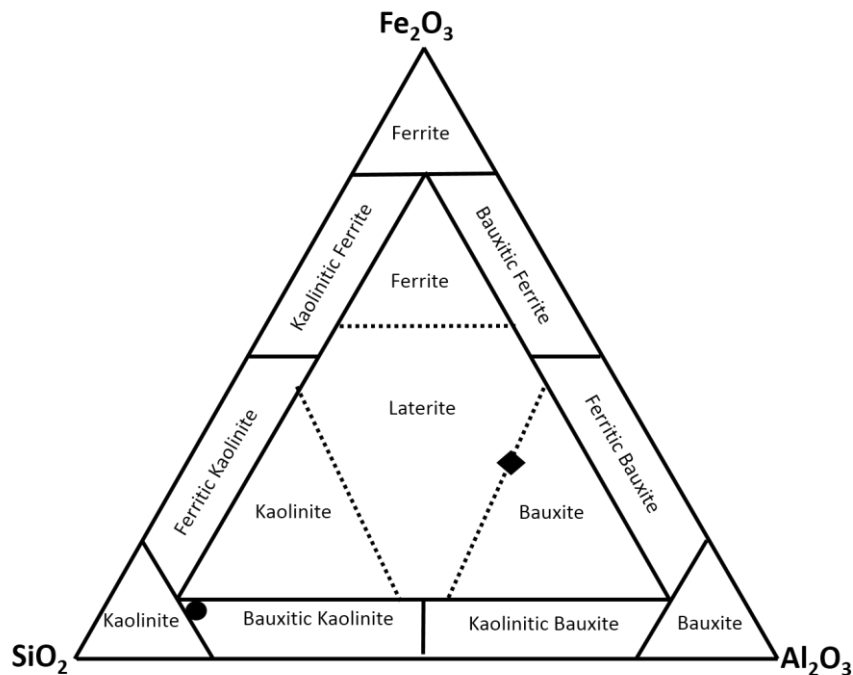 Fe₂O₃
Ferrite
Kaolinitic Ferrite
Bauxitic Ferrite
Ferrite
Laterite
Ferritic Kaolinite
Ferritic Bauxite
Kaolinite
Bauxite
Kaolinite
Bauxitic Kaolinite
Kaolinitic Bauxite
Bauxite
SiO₂
Al₂O₃